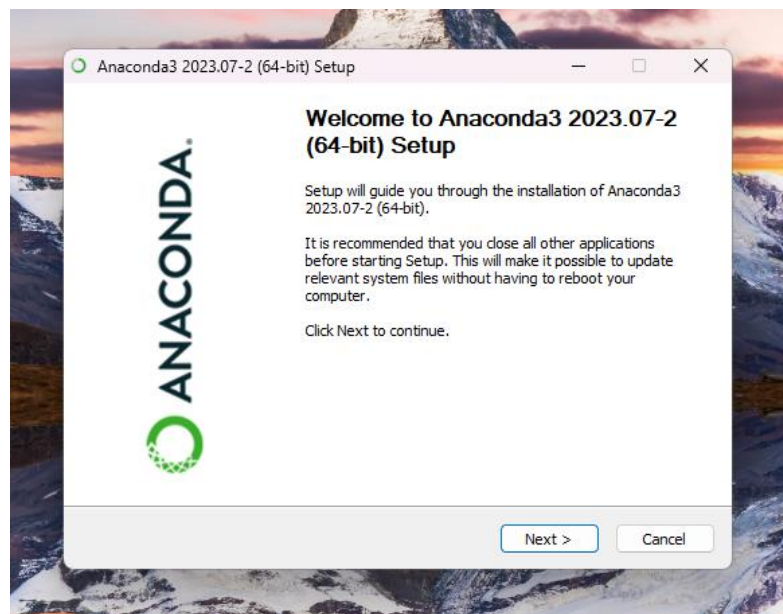 Anaconda3 2023.07-2 (64-bit) Setup
ANACONDA.
Welcome to Anaconda3 2023.07-2
(64-bit) Setup
Setup will guide you through the installation of Anaconda3
2023.07-2 (64-bit).
It is recommended that you close all other applications
before starting Setup. This will make it possible to update
relevant system files without having to reboot your
computer.
Click Next to continue.
Next >
Cancel